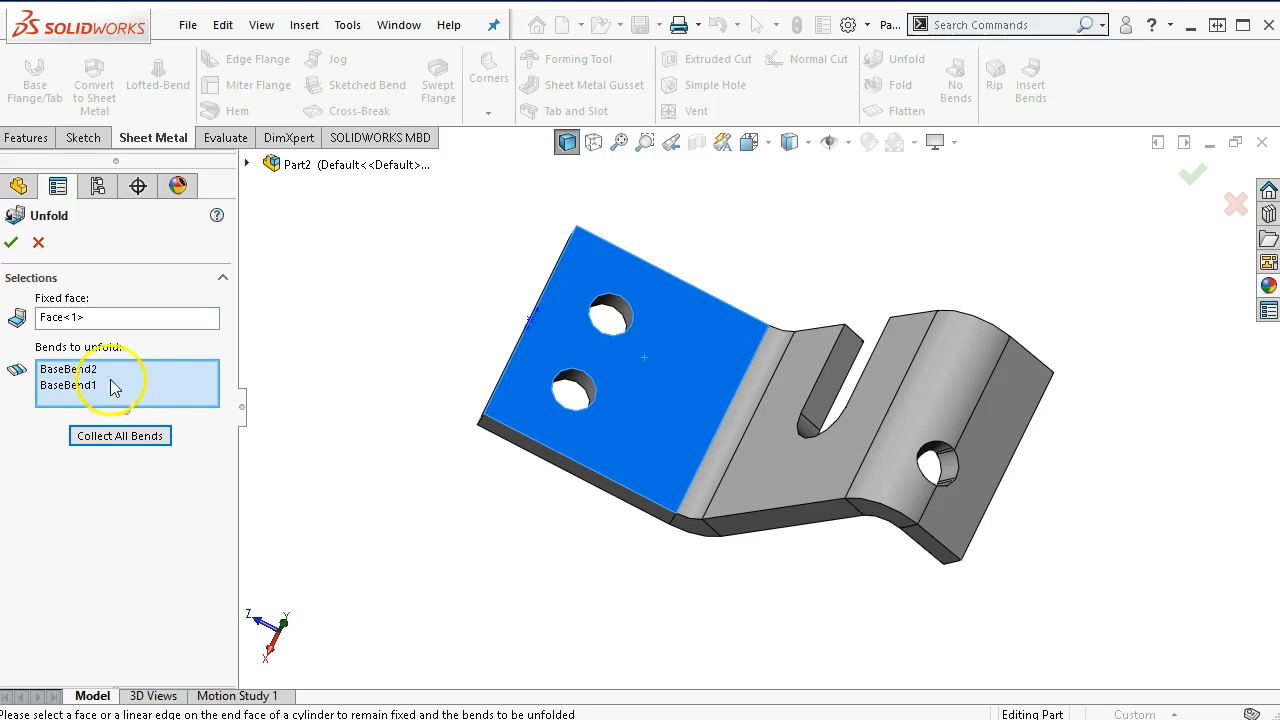 SOLIDWORKS File Edit View Insert Tools Window Help Pa... Search Commands ?
Base Flange/Tab
Convert to Sheet Metal
Lofted-Bend
Edge Flange
Miter Flange
Hem
Jog
Sketched Bend
Cross-Break
Swept Flange
Corners
Forming Tool
Sheet Metal Gusset
Tab and Slot
Extruded Cut
Simple Hole
Vent
Normal Cut
Unfold
Fold
Flatten
No Bends
Rip
Insert Bends
Features Sketch Sheet Metal Evaluate DimXpert SOLIDWORKS MBD
Part2 (Default<<Default>...
Unfold ?
Selections
Fixed face:
Face<1>
Bends to unfold:
BaseBend2
BaseBend1
Collect All Bends
Z Y
X
Model 3D Views Motion Study 1
Please select a face or a linear edge on the end face of a cylinder to remain fixed and the bends to be unfolded Editing Part Custom